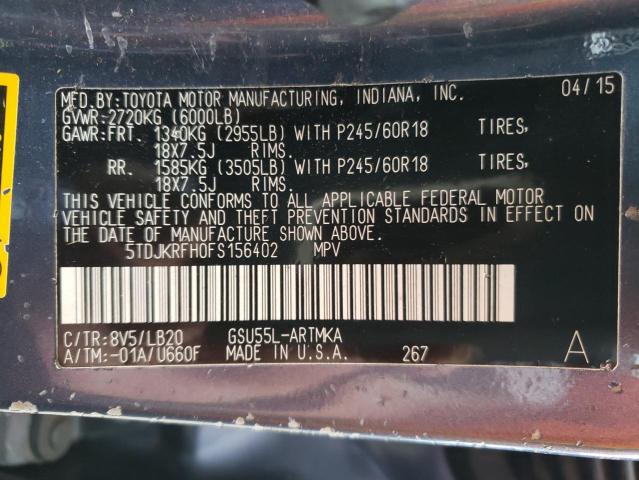 MFD.BY:TOYOTA MOTOR MANUFACTURING, INDIANA, INC. 04/15
GVWR:2720KG (6000LB)
GAWR:FRT. 1340KG (2955LB) WITH P245/60R18 TIRES,
18X7.5J RIMS.
RR. 1585KG (3505LB) WITH P245/60R18 TIRES,
18X7.5J RIMS.
THIS VEHICLE CONFORMS TO ALL APPLICABLE FEDERAL MOTOR
VEHICLE SAFETY AND THEFT PREVENTION STANDARDS IN EFFECT ON
THE DATE OF MANUFACTURE SHOWN ABOVE.
5TDJKRFH0FS156402 MPV
C/TR:8V5/LB20 GSU55L-ARTMKA
A/TM:-01A/U660F MADE IN U.S.A. 267 A